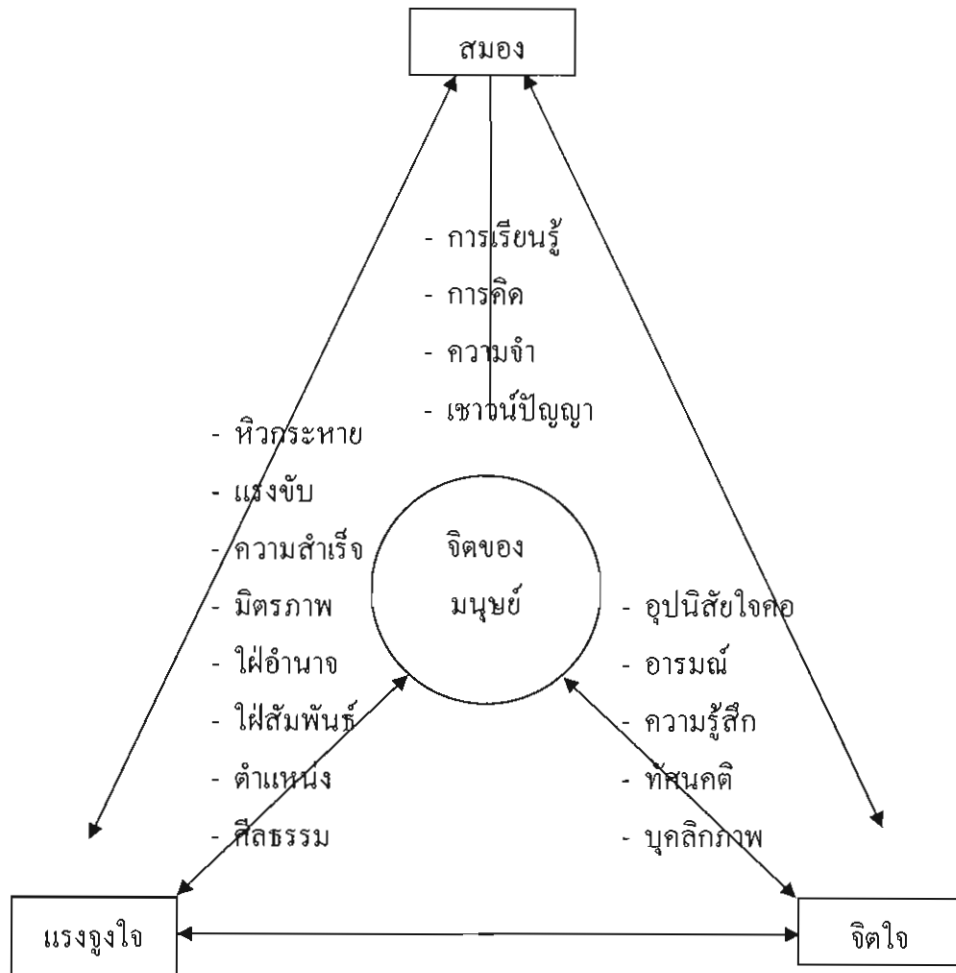 สมอง
- การเรียนรู้
- การคิด
- ความจำ
- เชาวน์ปัญญา
- หิวกระหาย
- แรงขับ
- ความสำเร็จ
- มิตรภาพ
- ใฝ่อำนาจ
- ใฝ่สัมพันธ์
- ตำแหน่ง
- ศีลธรรม
จิตของ
มนุษย์
- อุปนิสัยใจคอ
- อารมณ์
- ความรู้สึก
- ทัศนคติ
- บุคลิกภาพ
แรงจูงใจ
จิตใจ